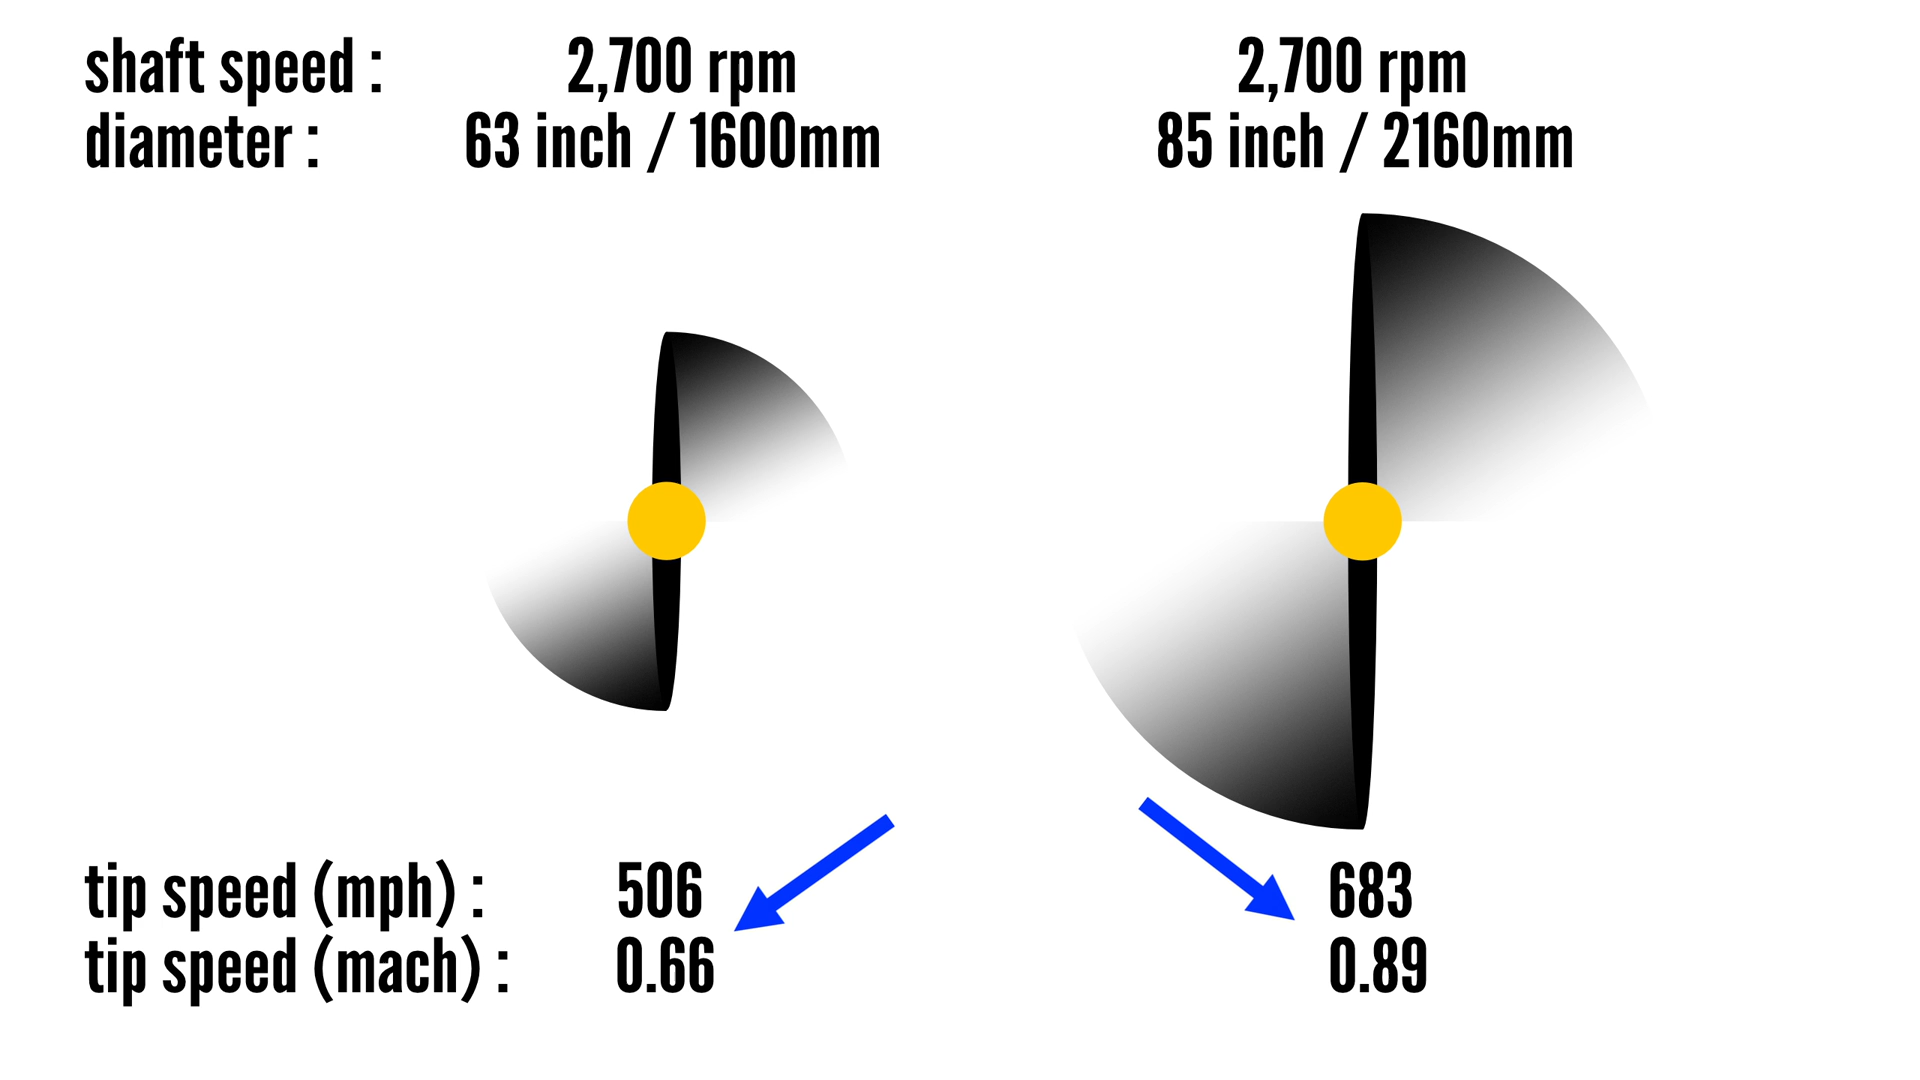 shaft speed : 2,700 rpm 2,700 rpm
diameter : 63 inch / 1600mm 85 inch / 2160mm
tip speed (mph) : 506 683
tip speed (mach) : 0.66 0.89